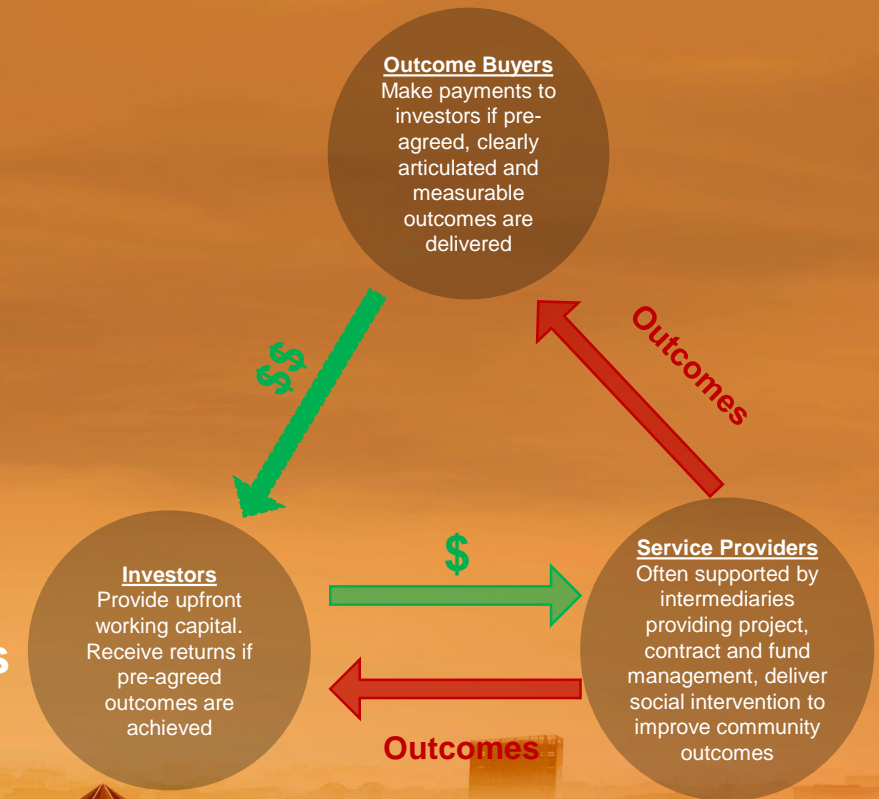 Outcome Buyers
Make payments to
investors if pre-
agreed, clearly
articulated and
measurable
outcomes are
delivered
$$
Outcomes
Investors
Provide upfront
working capital.
Receive returns if
pre-agreed
outcomes are
achieved
$
Outcomes
Service Providers
Often supported by
intermediaries
providing project,
contract and fund
management, deliver
social intervention to
improve community
outcomes
s